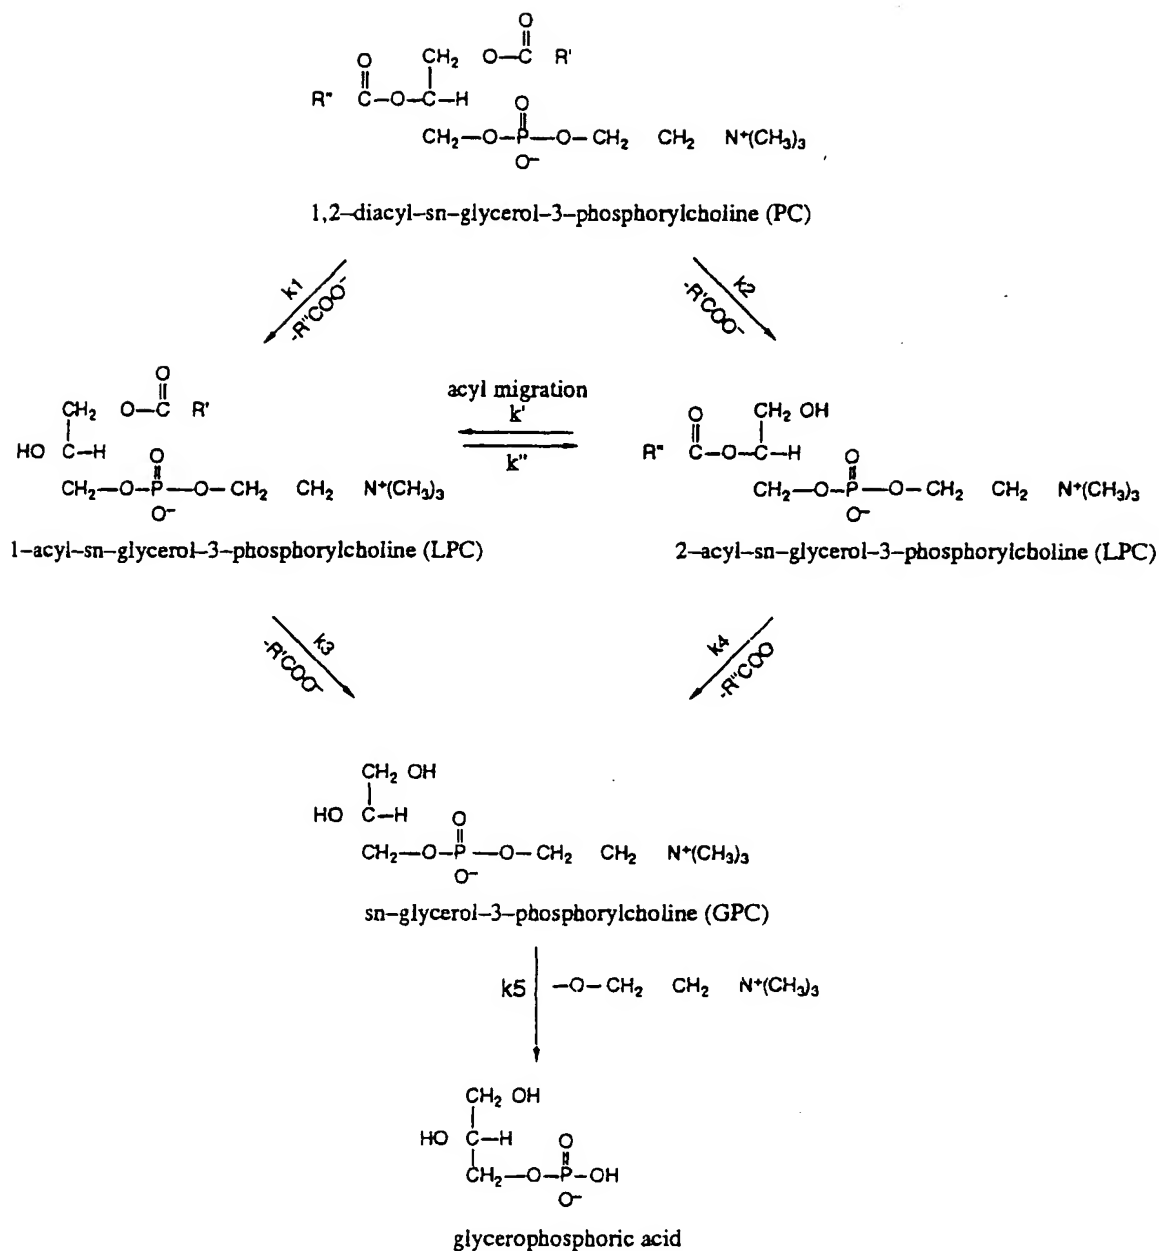 O
O CH₂ O—C R'
R" C—O—C—H O
CH₂—O—P—O—CH₂ CH₂ N⁺(CH₃)₃
O⁻
1,2–diacyl–sn–glycerol–3–phosphorylcholine (PC)
k1
-R"COO⁻
k2
-R'COO⁻
O
CH₂ O—C R'
HO C—H O
CH₂—O—P—O—CH₂ CH₂ N⁺(CH₃)₃
O⁻
1–acyl–sn–glycerol–3–phosphorylcholine (LPC)
acyl migration
k'
k"
O CH₂ OH
R" C—O—C—H O
CH₂—O—P—O—CH₂ CH₂ N⁺(CH₃)₃
O⁻
2–acyl–sn–glycerol–3–phosphorylcholine (LPC)
k3
-R'COO⁻
k4
-R"COO
CH₂ OH
HO C—H O
CH₂—O—P—O—CH₂ CH₂ N⁺(CH₃)₃
O⁻
sn–glycerol–3–phosphorylcholine (GPC)
k5 —O—CH₂ CH₂ N⁺(CH₃)₃
CH₂ OH
HO C—H O
CH₂—O—P—OH
O⁻
glycerophosphoric acid